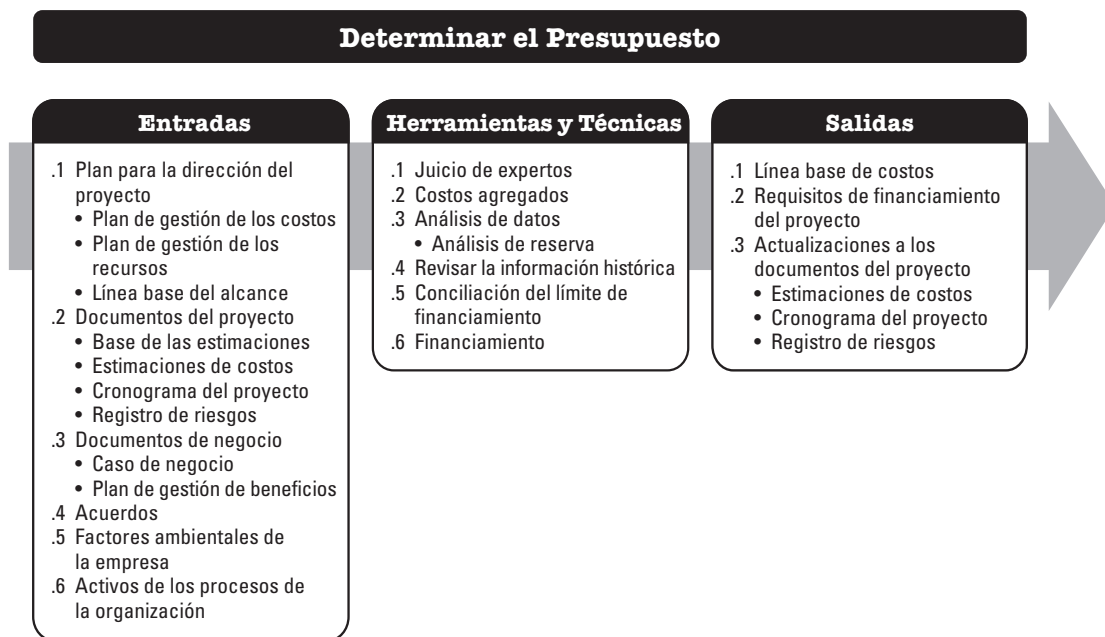 Determinar el Presupuesto
Entradas
.1 Plan para la dirección del
proyecto
• Plan de gestión de los costos
• Plan de gestión de los
recursos
• Línea base del alcance
.2 Documentos del proyecto
• Base de las estimaciones
• Estimaciones de costos
• Cronograma del proyecto
• Registro de riesgos
.3 Documentos de negocio
• Caso de negocio
• Plan de gestión de beneficios
.4 Acuerdos
.5 Factores ambientales de
la empresa
.6 Activos de los procesos de
la organización
Herramientas y Técnicas
.1 Juicio de expertos
.2 Costos agregados
.3 Análisis de datos
• Análisis de reserva
.4 Revisar la información histórica
.5 Conciliación del límite de
financiamiento
.6 Financiamiento
Salidas
.1 Línea base de costos
.2 Requisitos de financiamiento
del proyecto
.3 Actualizaciones a los
documentos del proyecto
• Estimaciones de costos
• Cronograma del proyecto
• Registro de riesgos